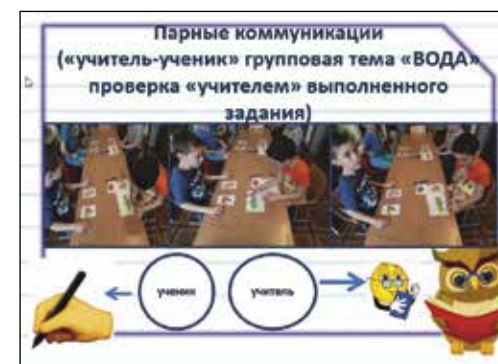 Парные коммуникации
(«учитель-ученик» групповая тема «ВОДА»
проверка «учителем» выполненного
задания)
ученик
учитель